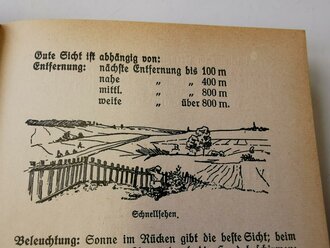 Gute Sicht ist abhängig von:
Entfernung: nächste Entfernung bis 100 m
nahe " " 400 m
mittl. " " 800 m
weite " über 800 m.
Schnellsehen.
Beleuchtung: Sonne im Rücken gibt die beste Sicht; beim